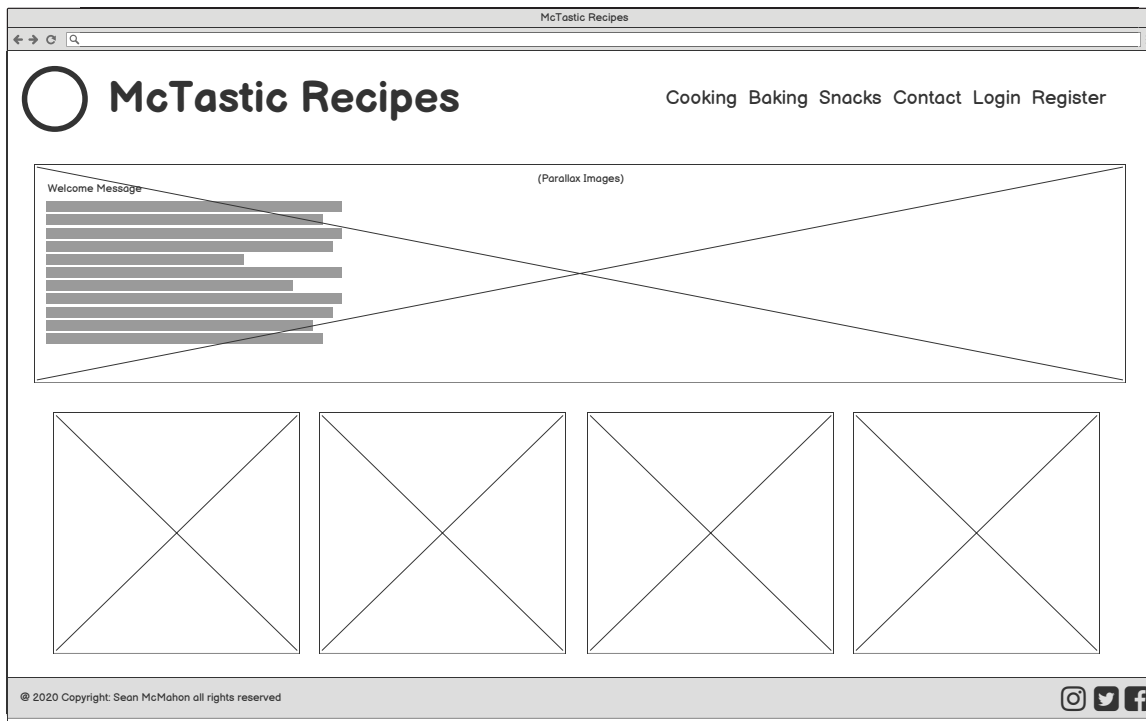 McTastic Recipes
McTastic Recipes
Cooking Baking Snacks Contact Login Register
(Parallax Images)
Welcome Message
@ 2020 Copyright: Sean McMahon all rights reserved